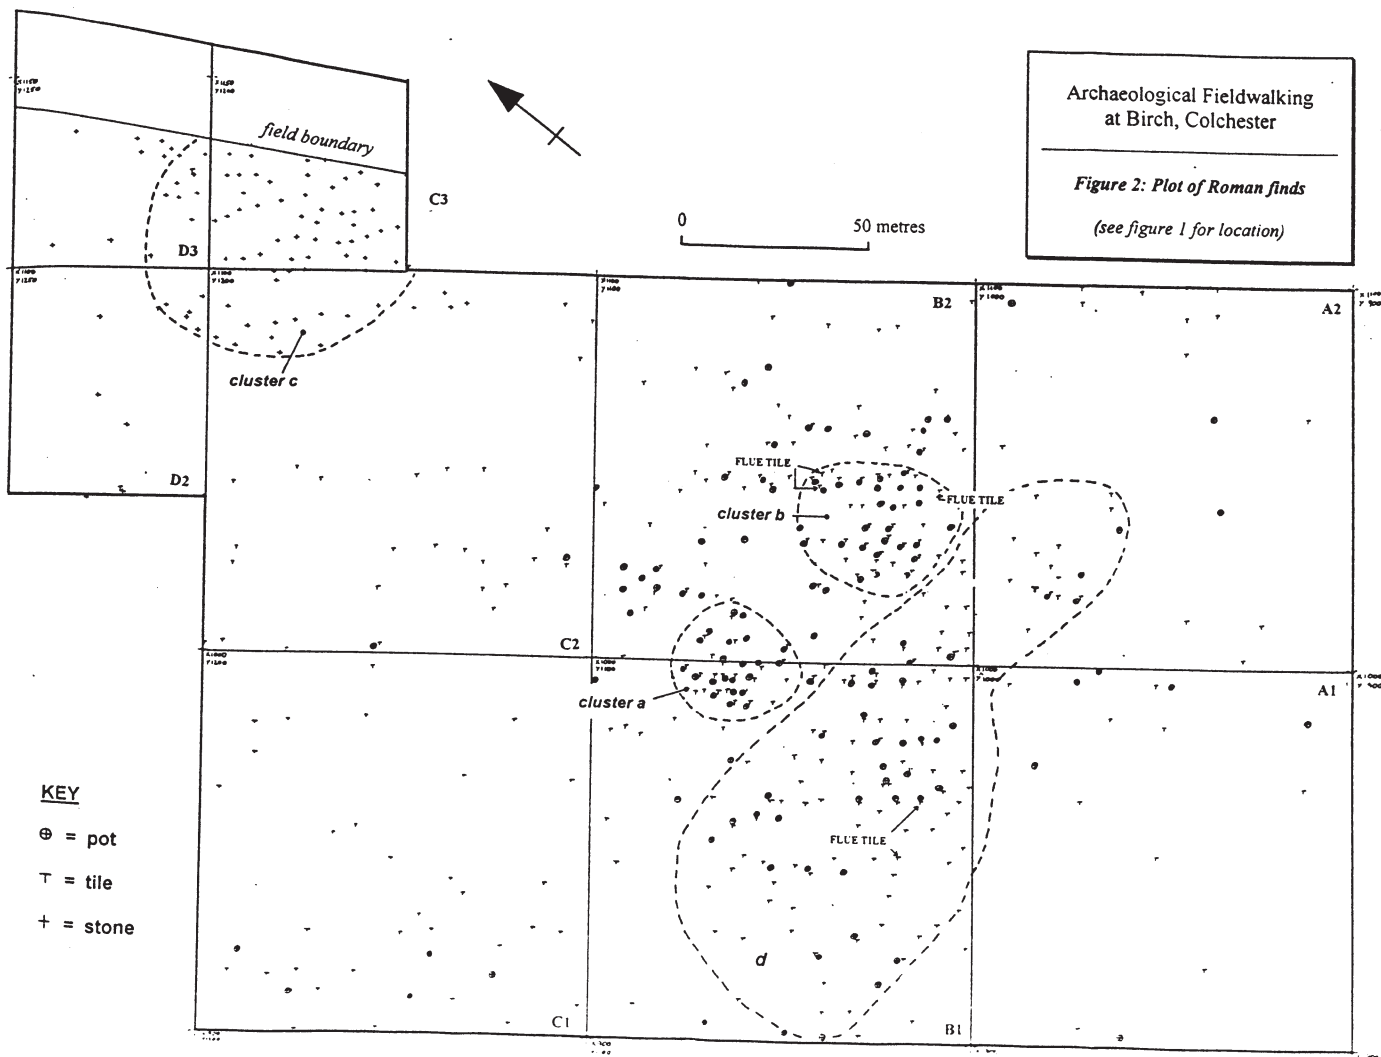 Archaeological Fieldwalking
at Birch, Colchester
Figure 2: Plot of Roman finds
(see figure 1 for location)
field boundary
C3
D3
0 50 metres
B2
A2
cluster c
D2
FLUE TILE
FLUE TILE
cluster b
C2
cluster a
A1
KEY
⊕ = pot
T = tile
+ = stone
FLUE TILE
d
C1
B1